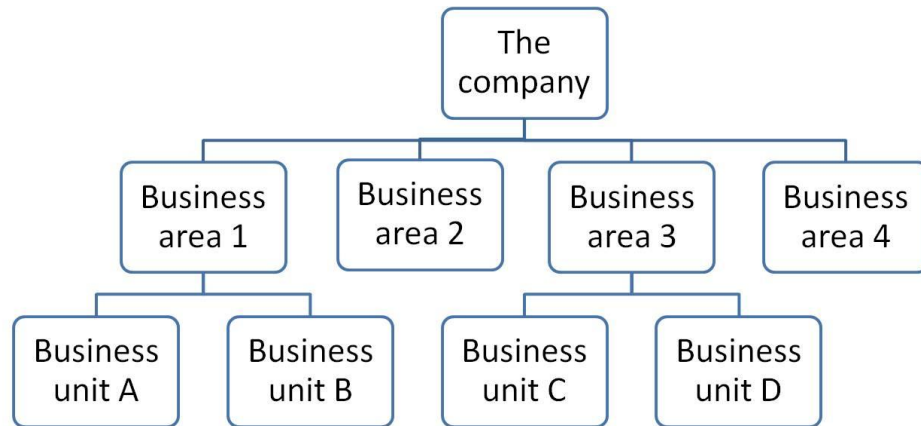 The
company
Business
area 1
Business
area 2
Business
area 3
Business
area 4
Business
unit A
Business
unit B
Business
unit C
Business
unit D